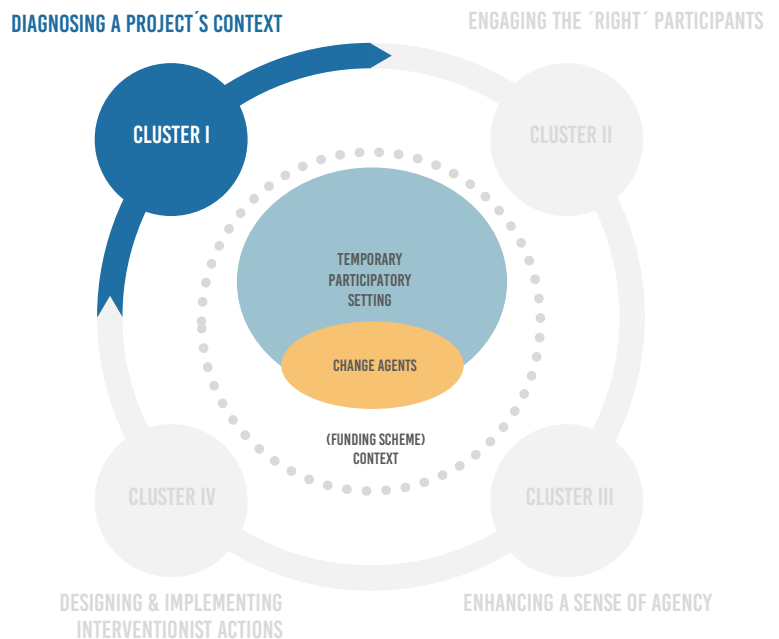 DIAGNOSING A PROJECT´S CONTEXT
ENGAGING THE ´RIGHT´ PARTICIPANTS
CLUSTER I
CLUSTER II
TEMPORARY
PARTICIPATORY
SETTING
CHANGE AGENTS
(FUNDING SCHEME)
CONTEXT
CLUSTER IV
CLUSTER III
DESIGNING & IMPLEMENTING
INTERVENTIONIST ACTIONS
ENHANCING A SENSE OF AGENCY